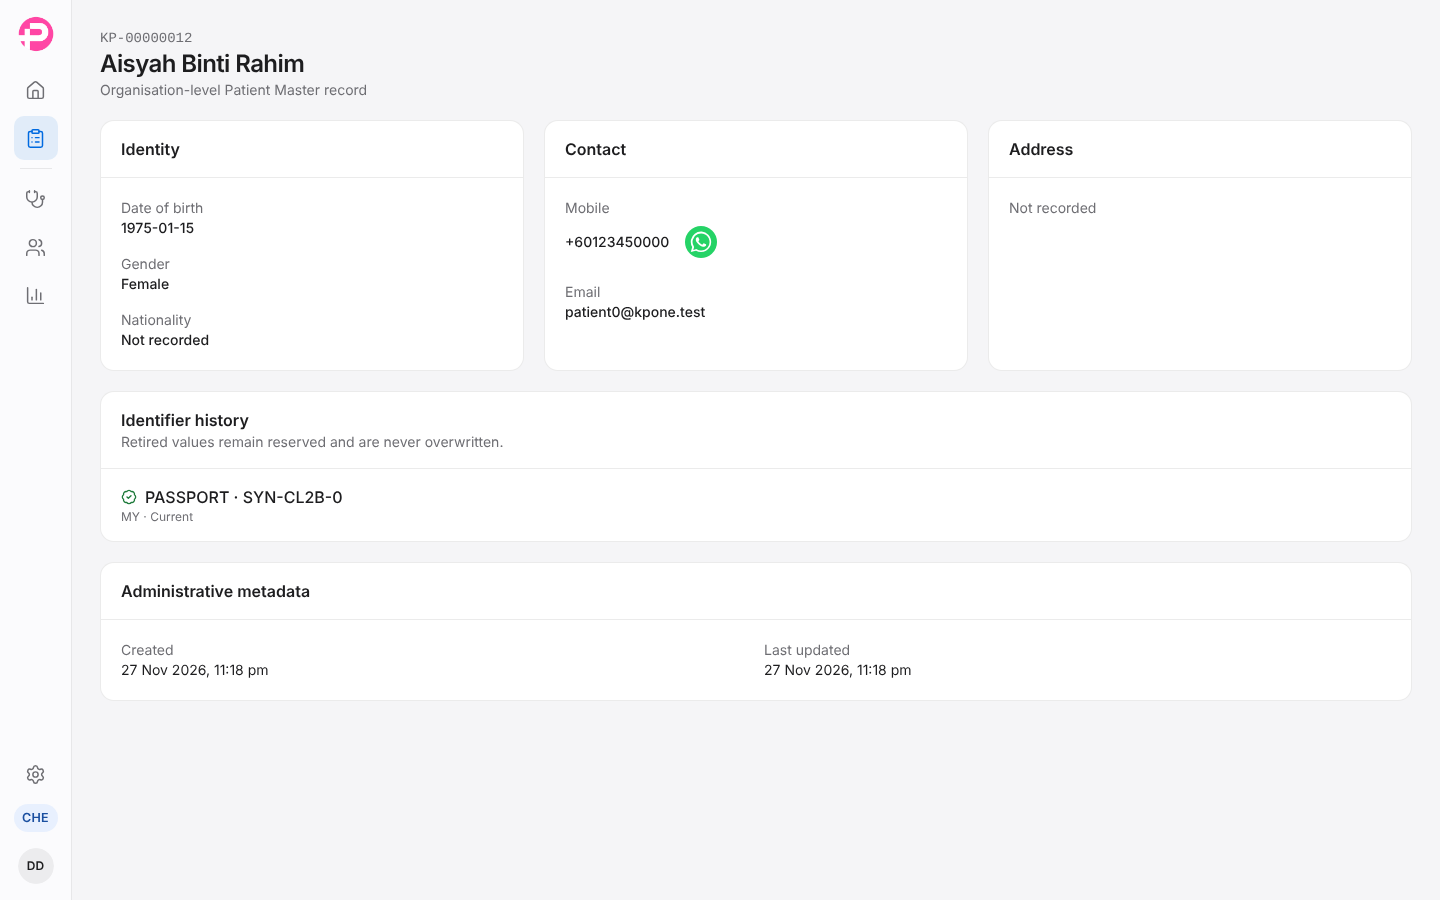 KP-00000012
Aisyah Binti Rahim
Organisation-level Patient Master record
Identity
Date of birth
1975-01-15
Gender
Female
Nationality
Not recorded
Contact
Mobile
+60123450000
Email
patient0@kpone.test
Address
Not recorded
Identifier history
Retired values remain reserved and are never overwritten.
PASSPORT · SYN-CL2B-0
MY · Current
Administrative metadata
Created
27 Nov 2026, 11:18 pm
Last updated
27 Nov 2026, 11:18 pm
CHE
DD